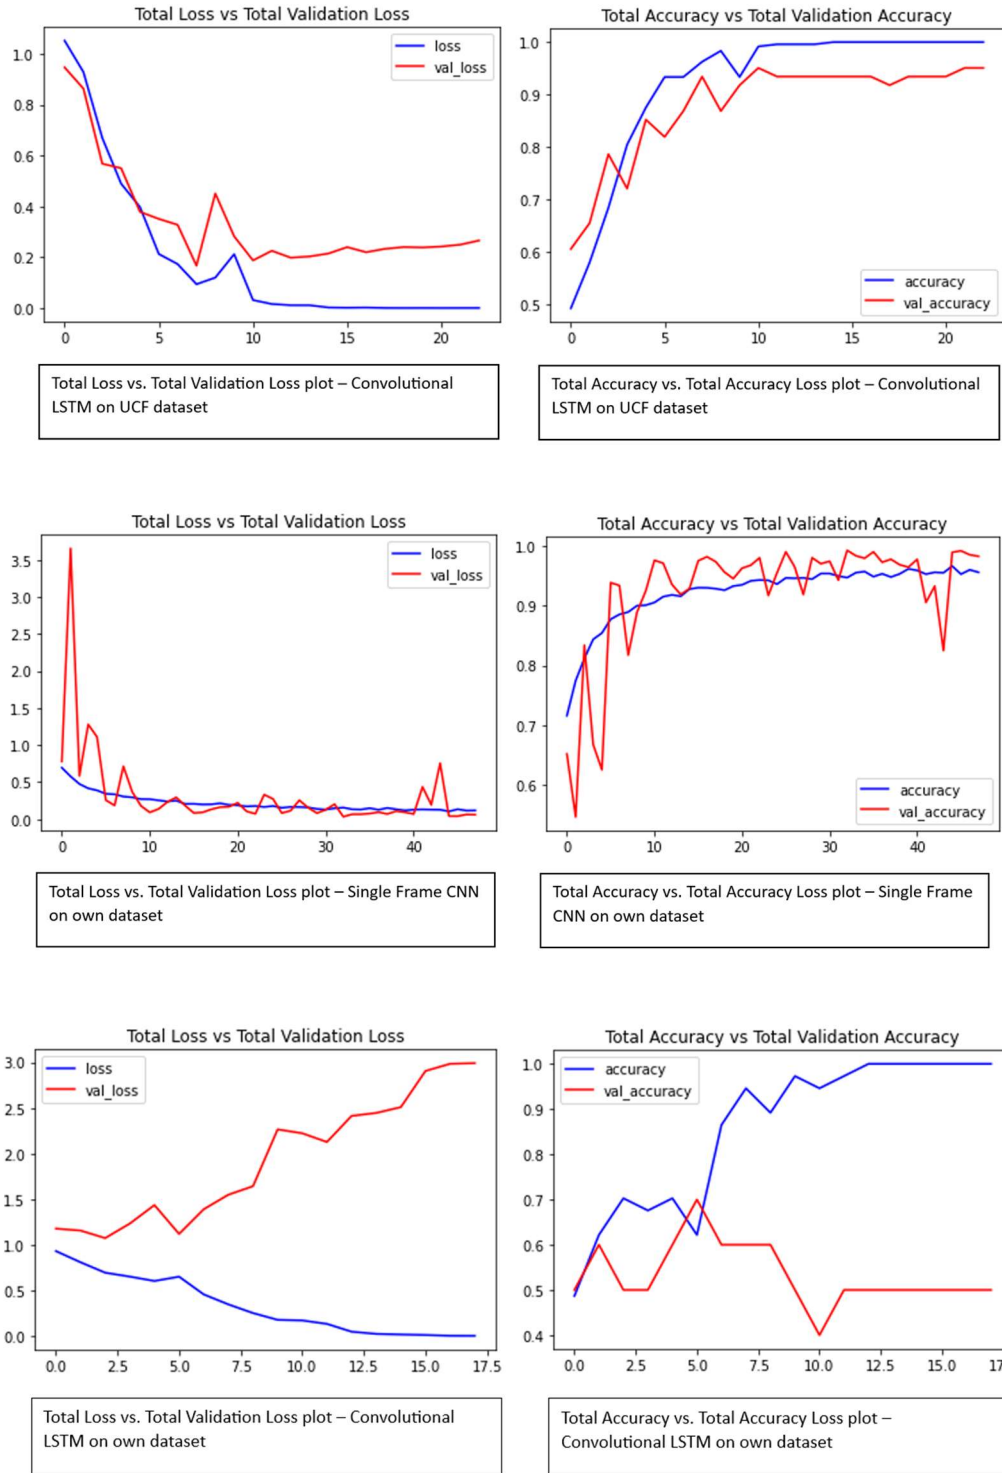 Total Loss vs Total Validation Loss
loss
val_loss
1.0
0.8
0.6
0.4
0.2
0.0
0 5 10 15 20
Total Accuracy vs Total Validation Accuracy
accuracy
val_accuracy
1.0
0.9
0.8
0.7
0.6
0.5
0 5 10 15 20
Total Loss vs. Total Validation Loss plot – Convolutional
LSTM on UCF dataset
Total Accuracy vs. Total Accuracy Loss plot – Convolutional
LSTM on UCF dataset
Total Loss vs Total Validation Loss
loss
val_loss
3.5
3.0
2.5
2.0
1.5
1.0
0.5
0.0
0 10 20 30 40
Total Accuracy vs Total Validation Accuracy
accuracy
val_accuracy
1.0
0.9
0.8
0.7
0.6
0 10 20 30 40
Total Loss vs. Total Validation Loss plot – Single Frame CNN
on own dataset
Total Accuracy vs. Total Accuracy Loss plot – Single Frame
CNN on own dataset
Total Loss vs Total Validation Loss
loss
val_loss
3.0
2.5
2.0
1.5
1.0
0.5
0.0
0.0 2.5 5.0 7.5 10.0 12.5 15.0 17.5
Total Accuracy vs Total Validation Accuracy
accuracy
val_accuracy
1.0
0.9
0.8
0.7
0.6
0.5
0.4
0.0 2.5 5.0 7.5 10.0 12.5 15.0 17
Total Loss vs. Total Validation Loss plot – Convolutional
LSTM on own dataset
Total Accuracy vs. Total Accuracy Loss plot –
Convolutional LSTM on own dataset